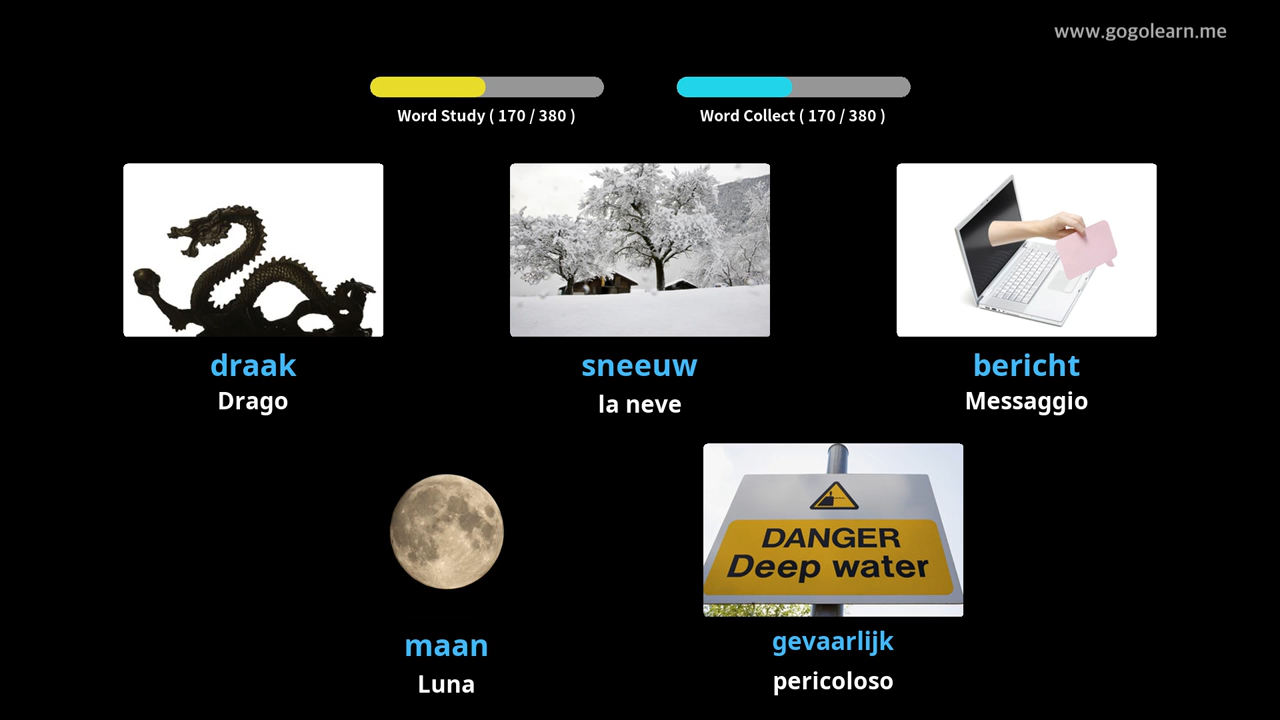 www.gogolearn.me
Word Study ( 170 / 380 )
Word Collect ( 170 / 380 )
draak
Drago
sneeuw
la neve
bericht
Messaggio
DANGER
Deep water
maan
Luna
gevaarlijk
pericoloso